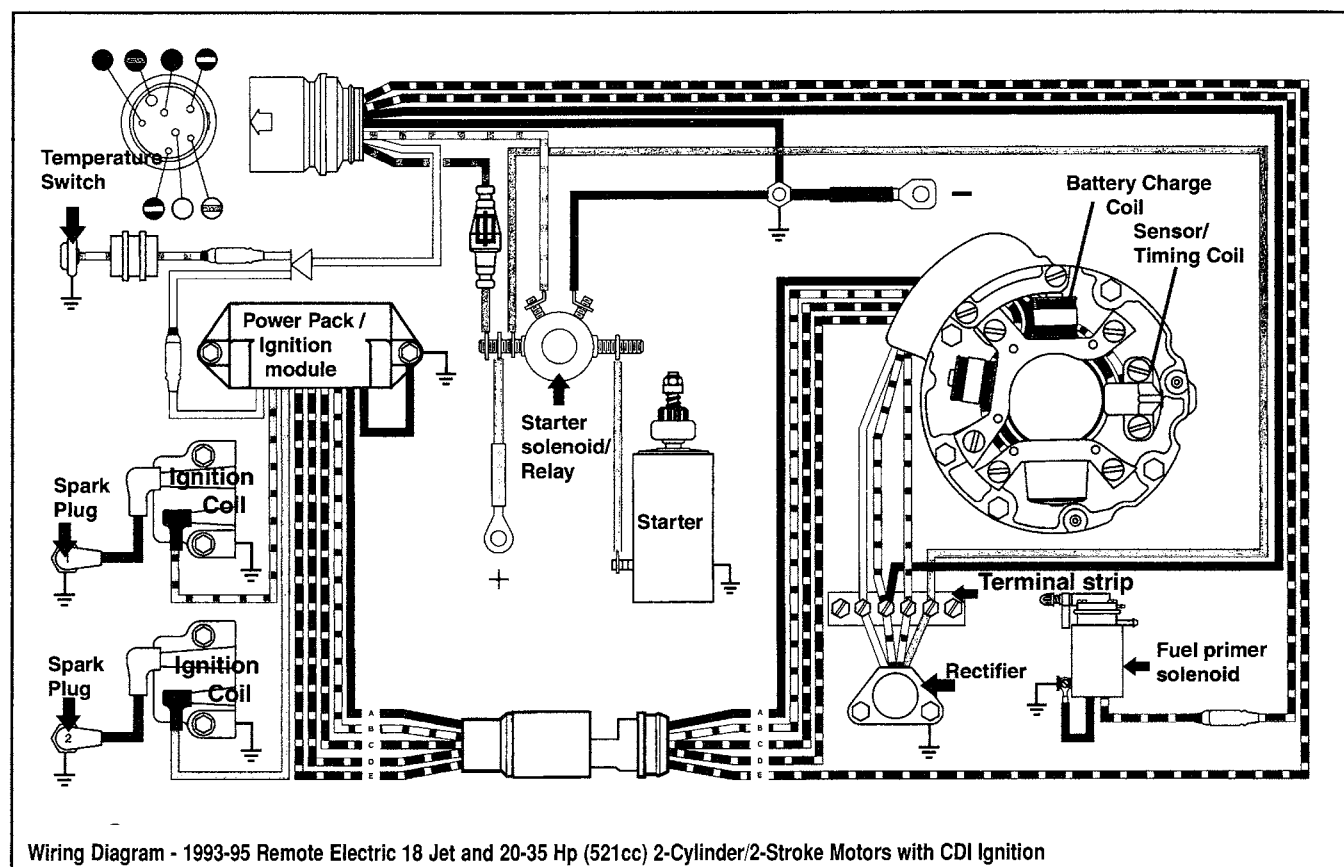 Temperature
Switch
Battery Charge
Coil
Sensor/
Timing Coil
Power Pack /
Ignition
module
Starter
solenoid/
Relay
Spark
Plug
Ignition
Coil
Starter
1
+
−
Terminal strip
Fuel primer
solenoid
Rectifier
Spark
Plug
Ignition
Coil
2
A
B
C
D
E
A
B
C
D
E
Wiring Diagram - 1993-95 Remote Electric 18 Jet and 20-35 Hp (521cc) 2-Cylinder/2-Stroke Motors with CDI Ignition